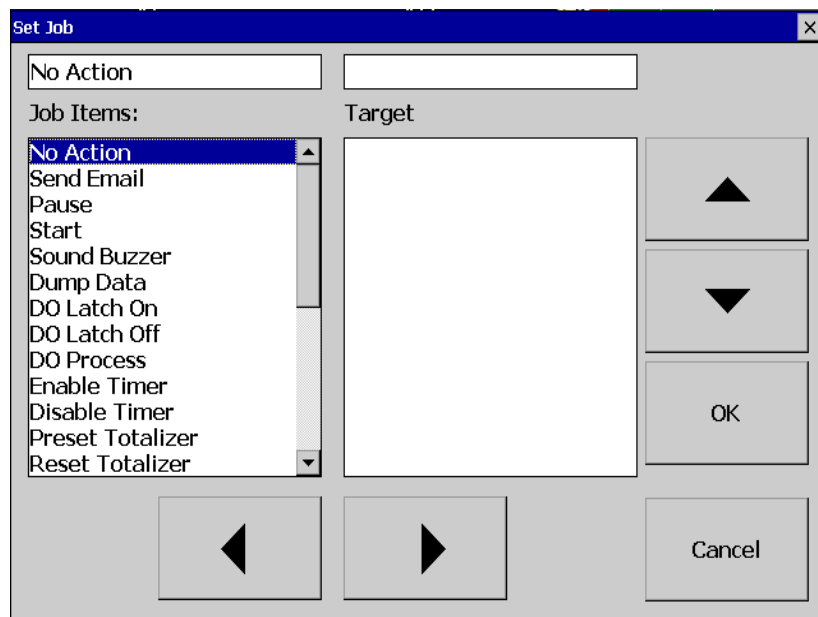 Set Job
No Action
Job Items:
Target
No Action
Send Email
Pause
Start
Sound Buzzer
Dump Data
DO Latch On
DO Latch Off
DO Process
Enable Timer
Disable Timer
Preset Totalizer
Reset Totalizer
OK
Cancel